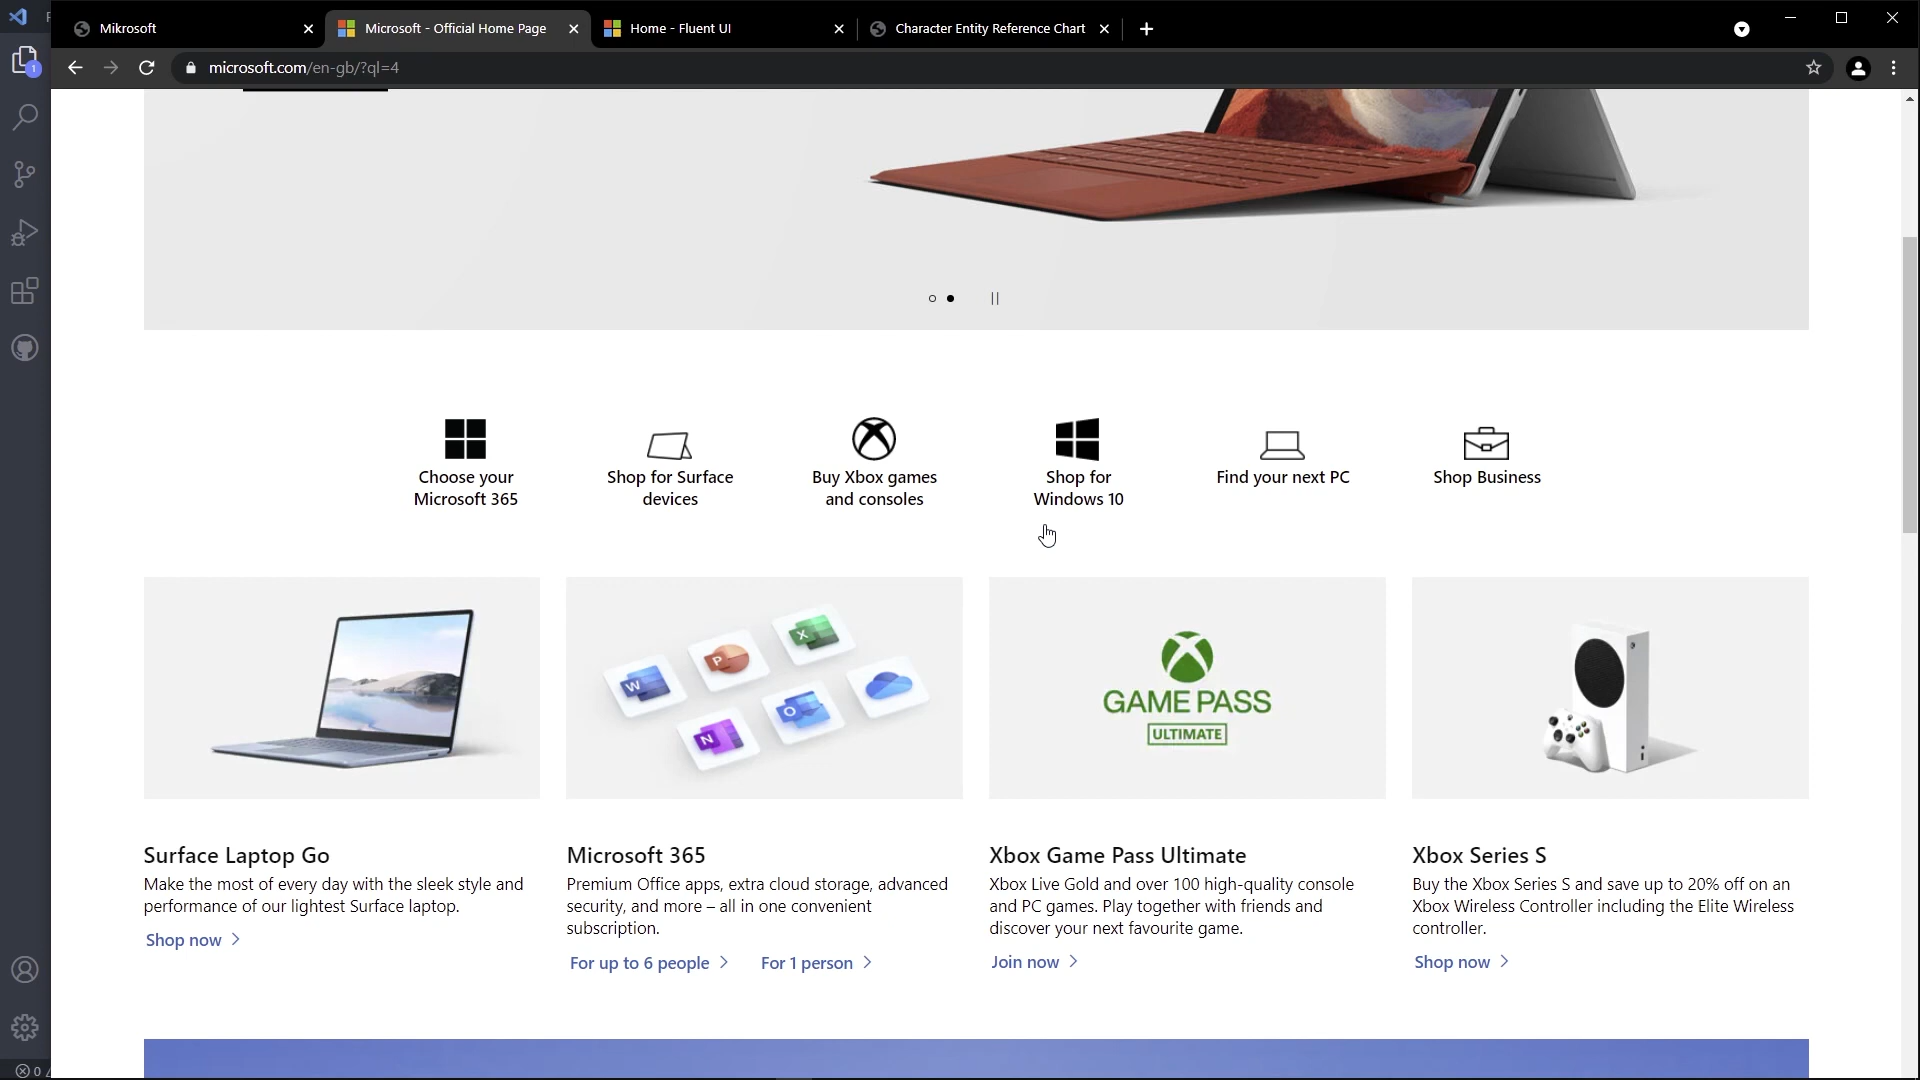 Mikrosoft
Microsoft - Official Home Page
Home - Fluent UI
Character Entity Reference Chart
microsoft.com/en-gb/?ql=4
1
Choose your
Microsoft 365
Shop for Surface
devices
Buy Xbox games
and consoles
Shop for
Windows 10
Find your next PC
Shop Business
W
P
X
N
O
GAME PASS
ULTIMATE
Surface Laptop Go
Make the most of every day with the sleek style and
performance of our lightest Surface laptop.
Shop now
Microsoft 365
Premium Office apps, extra cloud storage, advanced
security, and more – all in one convenient
subscription.
For up to 6 people
For 1 person
Xbox Game Pass Ultimate
Xbox Live Gold and over 100 high-quality console
and PC games. Play together with friends and
discover your next favourite game.
Join now
Xbox Series S
Buy the Xbox Series S and save up to 20% off on an
Xbox Wireless Controller including the Elite Wireless
controller.
Shop now
0